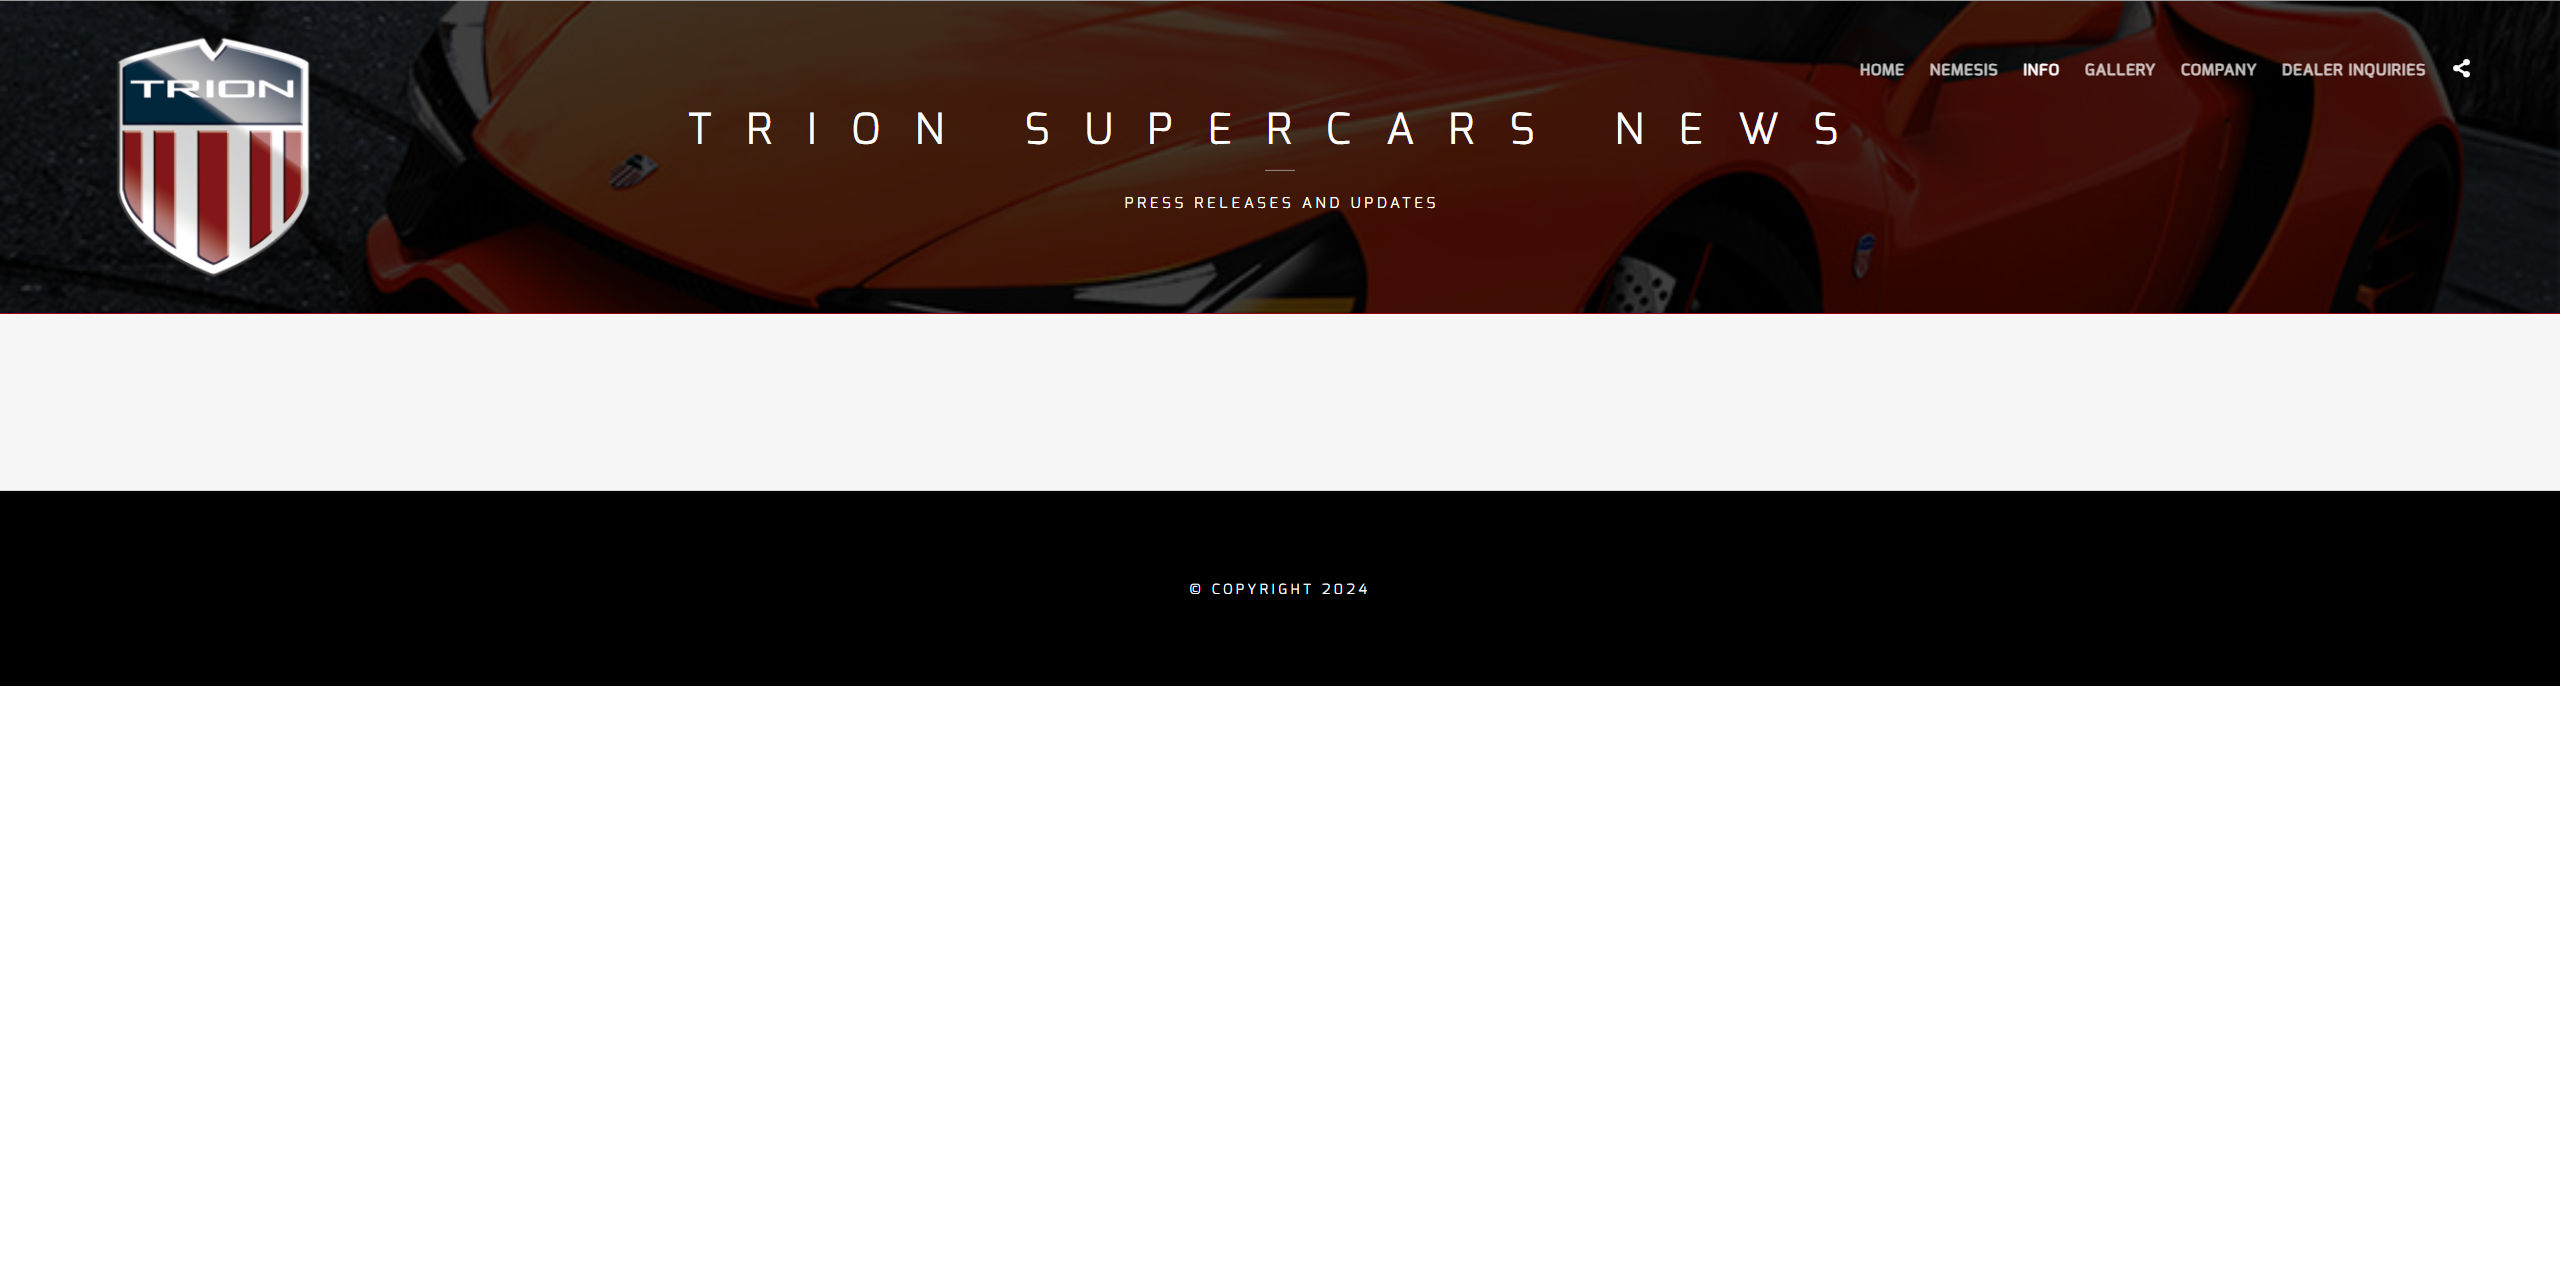 TRION
HOME NEMESIS INFO GALLERY COMPANY DEALER INQUIRIES
TRION SUPERCARS NEWS
PRESS RELEASES AND UPDATES
© COPYRIGHT 2024